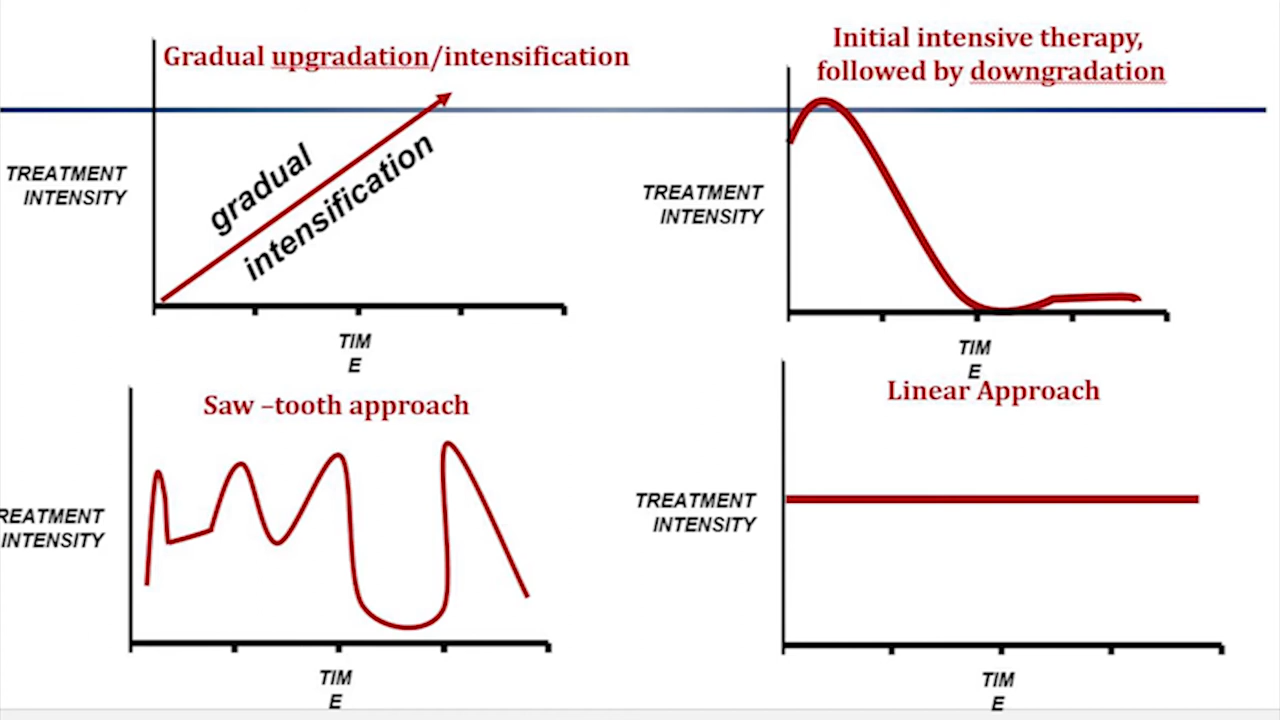 Gradual upgradation/intensification
TREATMENT
INTENSITY
gradual
intensification
TIM
E
Initial intensive therapy,
followed by downgradation
TREATMENT
INTENSITY
TIM
E
Saw –tooth approach
REATMENT
INTENSITY
TIM
E
Linear Approach
TREATMENT
INTENSITY
TIM
E